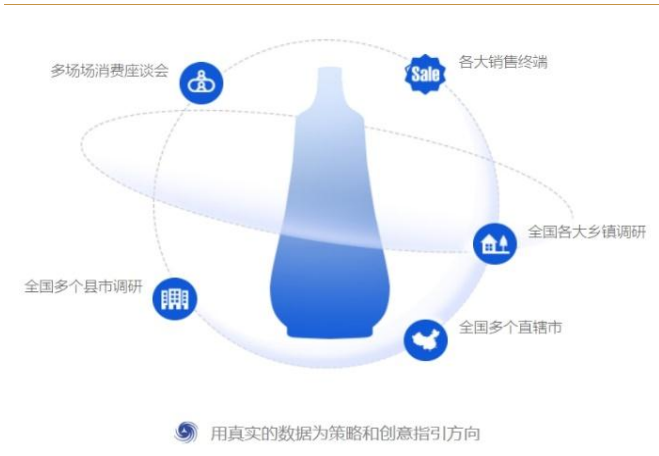 多场场消费座谈会
Sale
各大销售终端
全国各大乡镇调研
全国多个县市调研
全国多个直辖市
用真实的数据为策略和创意指引方向